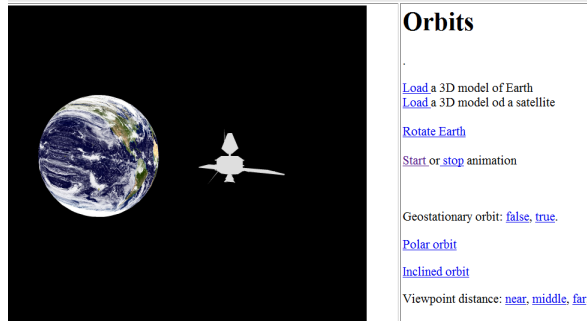 Orbits
.
Load a 3D model of Earth
Load a 3D model od a satellite
Rotate Earth
Start or stop animation
Geostationary orbit: false, true.
Polar orbit
Inclined orbit
Viewpoint distance: near, middle, far